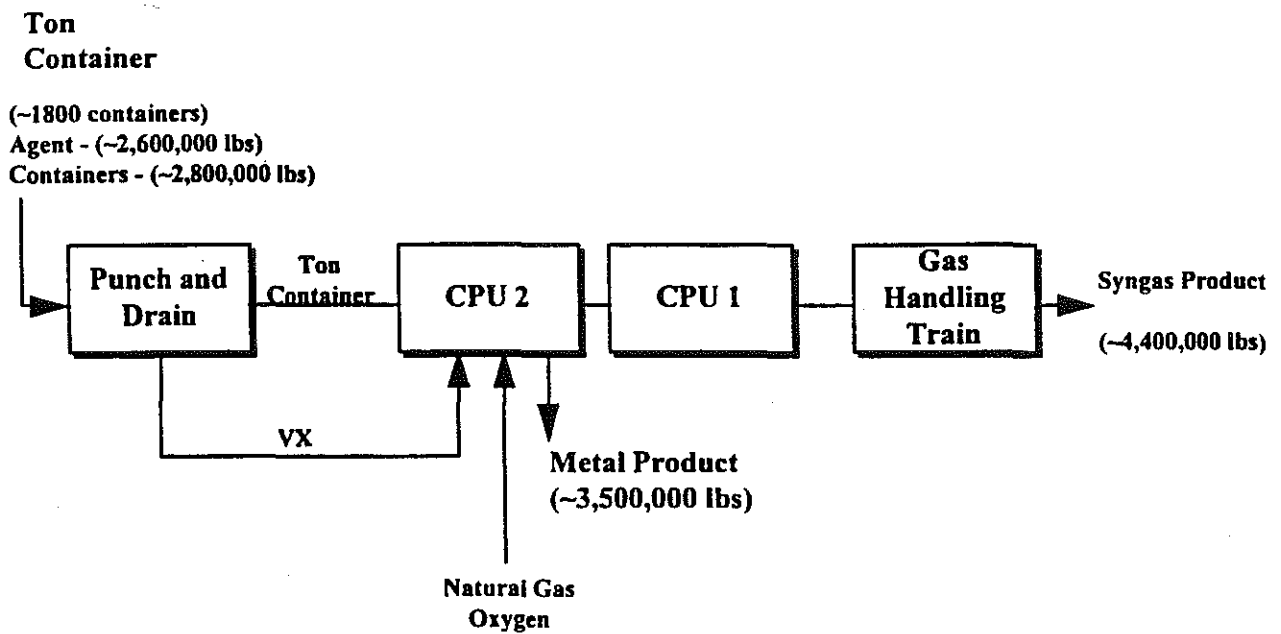 Ton
Container
(~1800 containers)
Agent - (~2,600,000 lbs)
Containers - (~2,800,000 lbs)
Punch and
Drain
Ton
Container
CPU 2
CPU 1
Gas
Handling
Train
Syngas Product
(~4,400,000 lbs)
VX
Metal Product
(~3,500,000 lbs)
Natural Gas
Oxygen